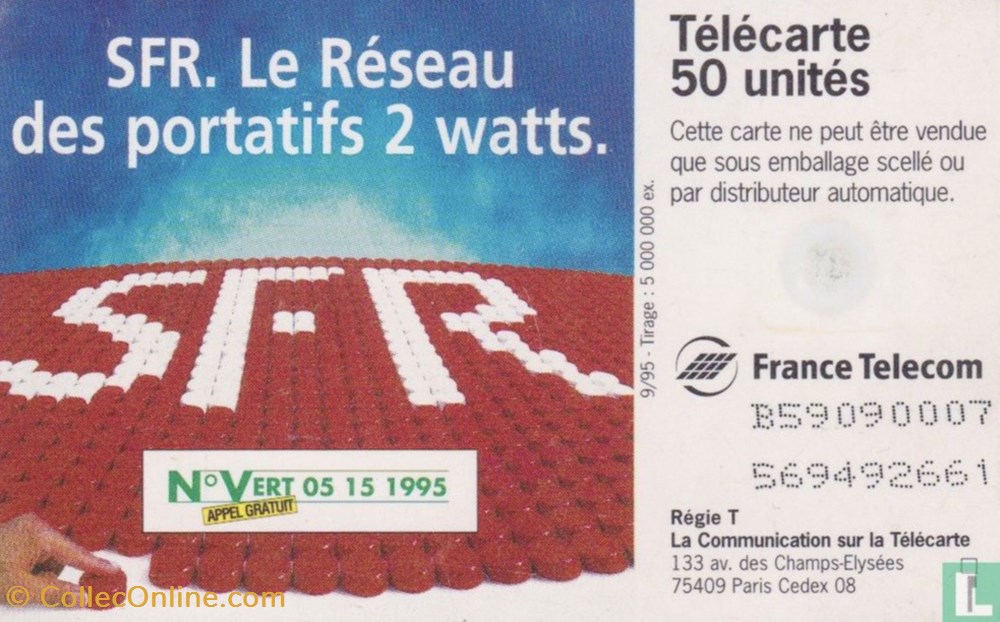 SFR. Le Réseau
des portatifs 2 watts.
SFR
N°VERT 05 15 1995
APPEL GRATUIT
9/95 - Tirage : 5 000 000 ex.
Télécarte
50 unités
Cette carte ne peut être vendue
que sous emballage scellé ou
par distributeur automatique.
France Telecom
B59090007
569492661
Régie T
La Communication sur la Télécarte
133 av. des Champs-Elysées
75409 Paris Cedex 08
© CollecOnline.com
L